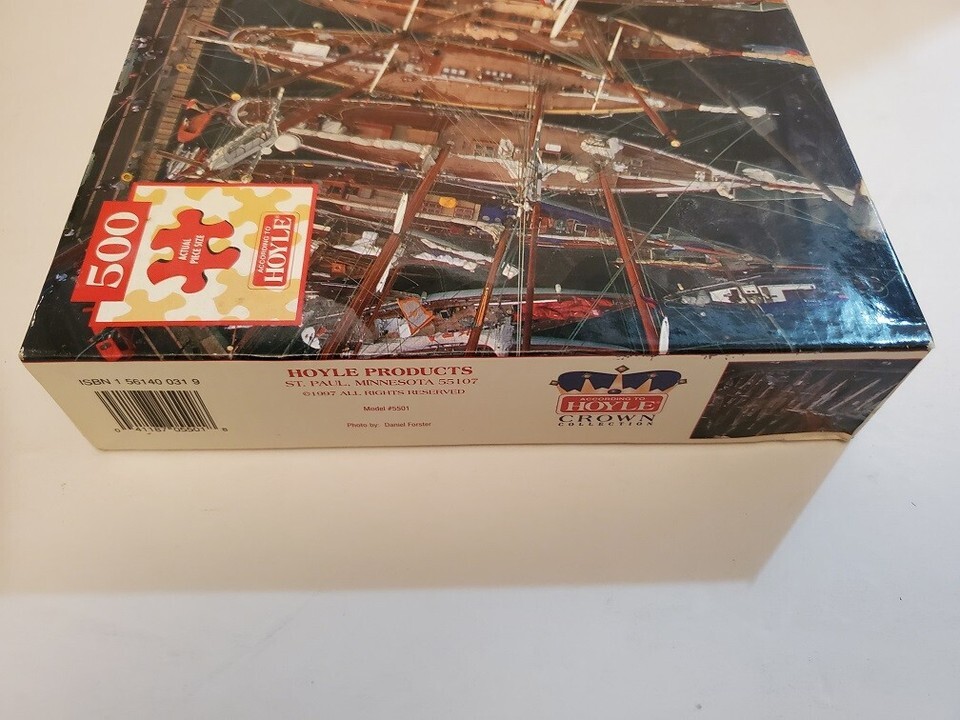 500
ACTUAL
PIECE SIZE
ACCORDING TO
HOYLE
ISBN 1 56140 031 9
HOYLE PRODUCTS
ST. PAUL, MINNESOTA 55107
©1997 ALL RIGHTS RESERVED
Model #5501
Photo by: Daniel Forster
ACCORDING TO
HOYLE
CROWN
COLLECTION